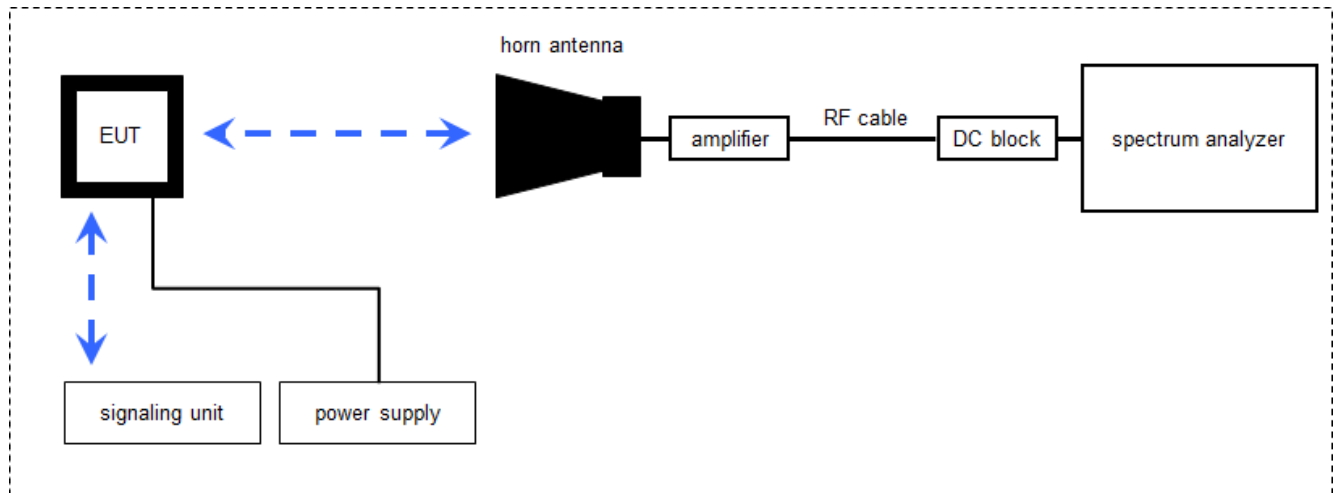 horn antenna
EUT
amplifier
RF cable
DC block
spectrum analyzer
signaling unit
power supply